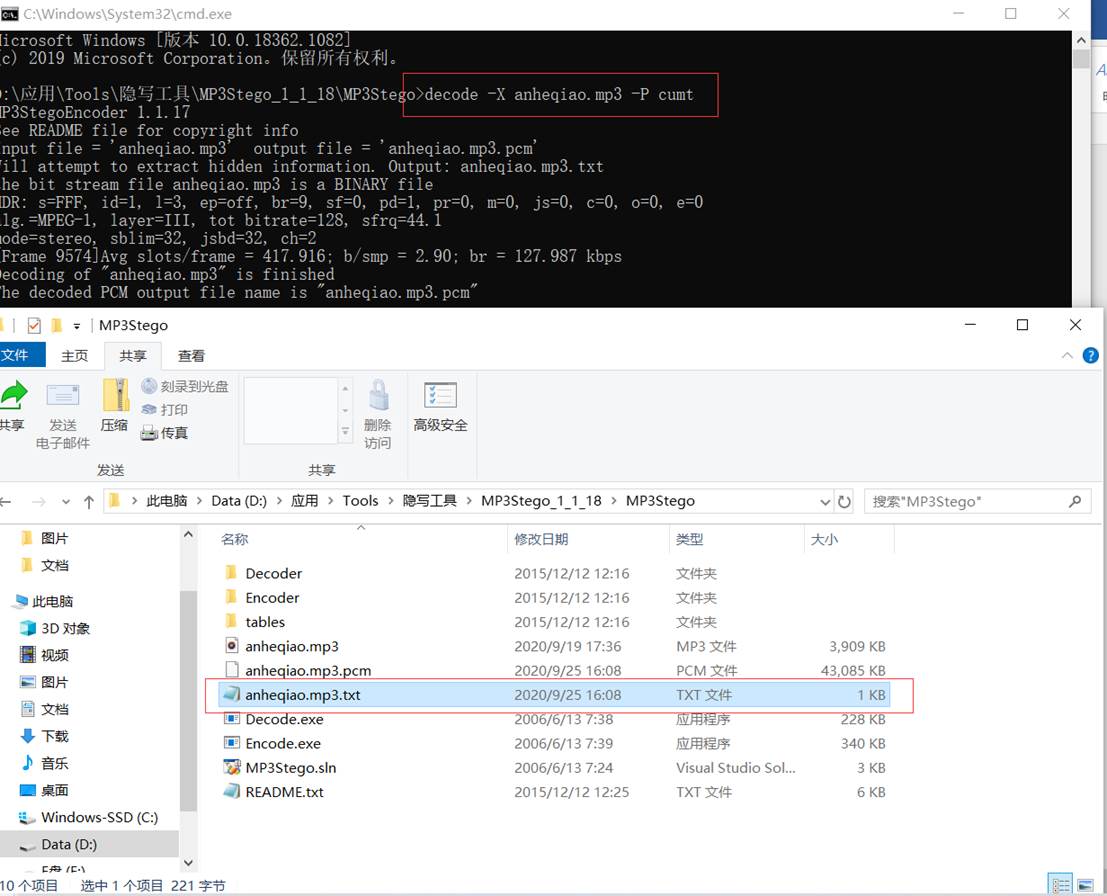 C:\Windows\System32\cmd.exe
icrosoft Windows [版本 10.0.18362.1082]
(c) 2019 Microsoft Corporation。保留所有权利。
:\应用\Tools\隐写工具\MP3Stego_1_1_18\MP3Stego>decode -X anheqiao.mp3 -P cumt
MP3StegoEncoder 1.1.17
See README file for copyright info
Input file = 'anheqiao.mp3'  output file = 'anheqiao.mp3.pcm'
Will attempt to extract hidden information. Output: anheqiao.mp3.txt
the bit stream file anheqiao.mp3 is a BINARY file
HDR: s=FFF, id=1, l=3, ep=off, br=9, sf=0, pd=1, pr=0, m=0, js=0, c=0, o=0, e=0
alg.=MPEG-1, layer=III, tot bitrate=128, sfrq=44.1
mode=stereo, sblim=32, jsbd=32, ch=2
[Frame 9574]Avg slots/frame = 417.916; b/smp = 2.90; br = 127.987 kbps
Decoding of "anheqiao.mp3" is finished
The decoded PCM output file name is "anheqiao.mp3.pcm"
MP3Stego
文件 主页 共享 查看
共享
发送
电子邮件
压缩
刻录到光盘
打印
传真
发送
删除
访问
共享
高级安全
此电脑 > Data (D:) > 应用 > Tools > 隐写工具 > MP3Stego_1_1_18 > MP3Stego
搜索"MP3Stego"
图片
文档
此电脑
3D 对象
视频
图片
文档
下载
音乐
桌面
Windows-SSD (C:)
Data (D:)
名称 修改日期 类型 大小
Decoder 2015/12/12 12:16 文件夹
Encoder 2015/12/12 12:16 文件夹
tables 2015/12/12 12:16 文件夹
anheqiao.mp3 2020/9/19 17:36 MP3 文件 3,909 KB
anheqiao.mp3.pcm 2020/9/25 16:08 PCM 文件 43,085 KB
anheqiao.mp3.txt 2020/9/25 16:08 TXT 文件 1 KB
Decode.exe 2006/6/13 7:38 应用程序 228 KB
Encode.exe 2006/6/13 7:39 应用程序 340 KB
MP3Stego.sln 2006/6/13 7:24 Visual Studio Sol... 3 KB
README.txt 2015/12/12 12:25 TXT 文件 6 KB
10 个项目 选中 1 个项目 221 字节